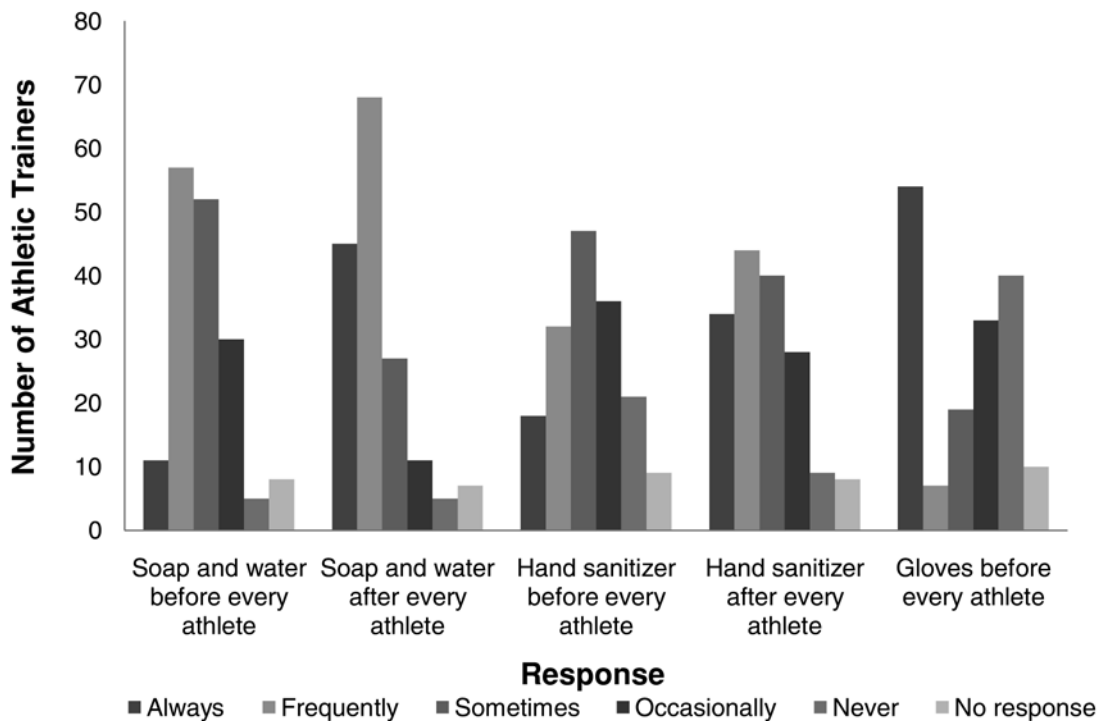 80
70
60
50
40
30
20
10
0
Number of Athletic Trainers
Soap and water before every athlete
Soap and water after every athlete
Hand sanitizer before every athlete
Hand sanitizer after every athlete
Gloves before every athlete
Response
Always Frequently Sometimes Occasionally Never No response